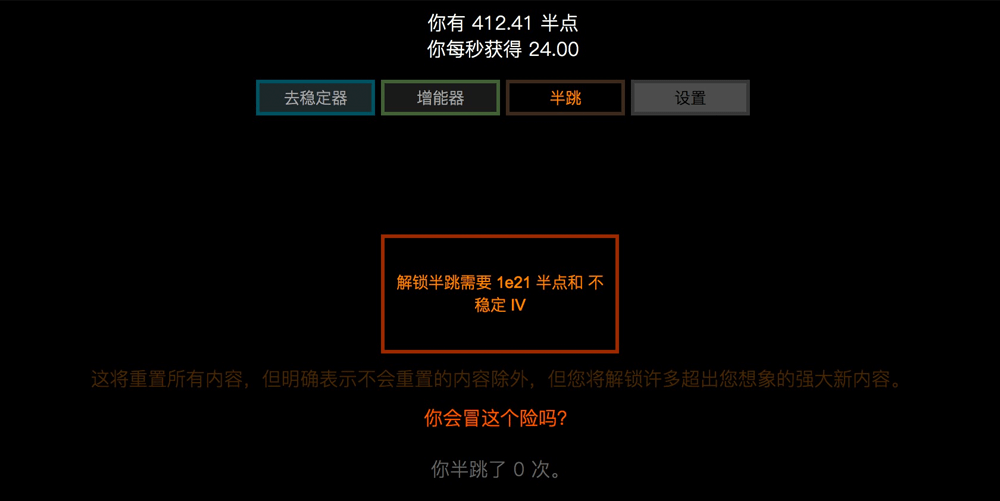 你有 412.41 半点
你每秒获得 24.00
去稳定器 增能器 半跳 设置
解锁半跳需要 1e21 半点和 不
稳定 IV
这将重置所有内容，但明确表示不会重置的内容除外，但您将解锁许多超出您想象的强大新内容。
你会冒这个险吗？
你半跳了 0 次。